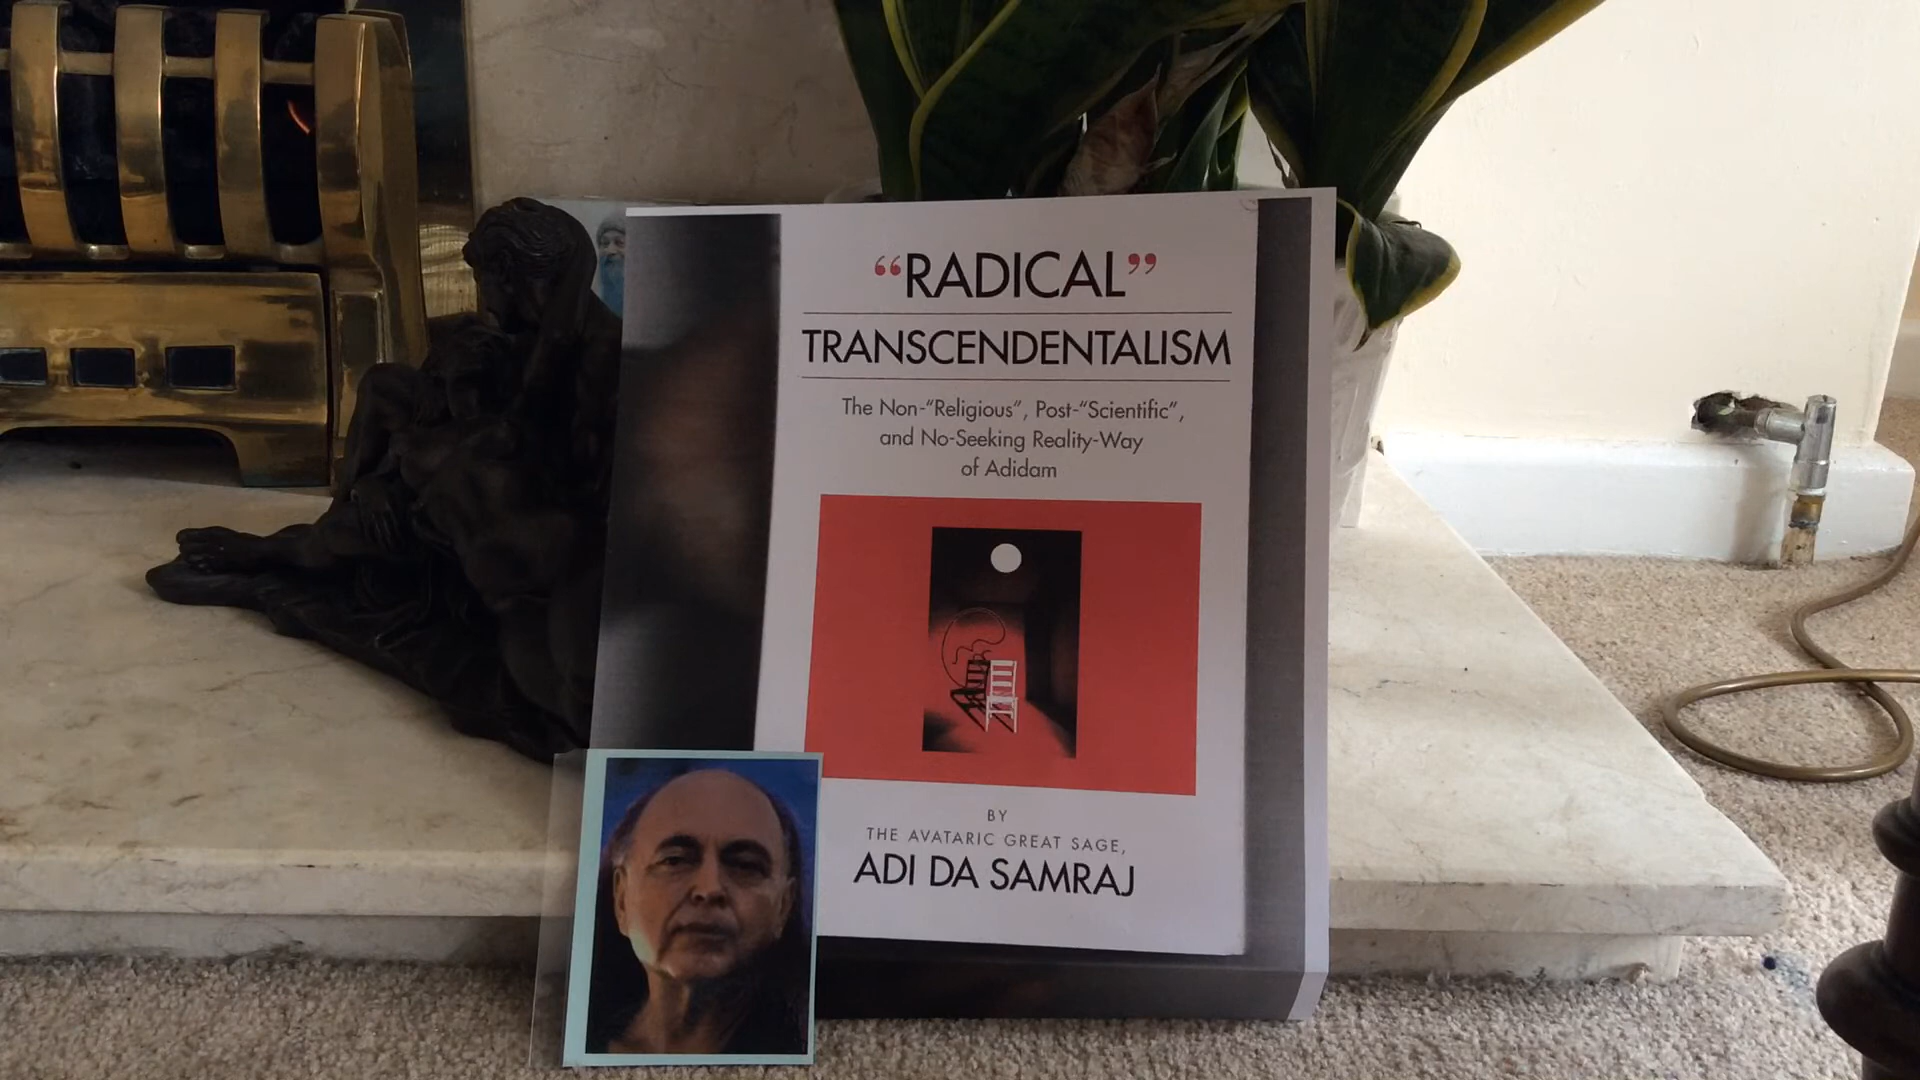 “RADICAL”
TRANSCENDENTALISM
The Non-“Religious”, Post-“Scientific”,
and No-Seeking Reality-Way
of Adidam
BY
THE AVATARIC GREAT SAGE,
ADI DA SAMRAJ